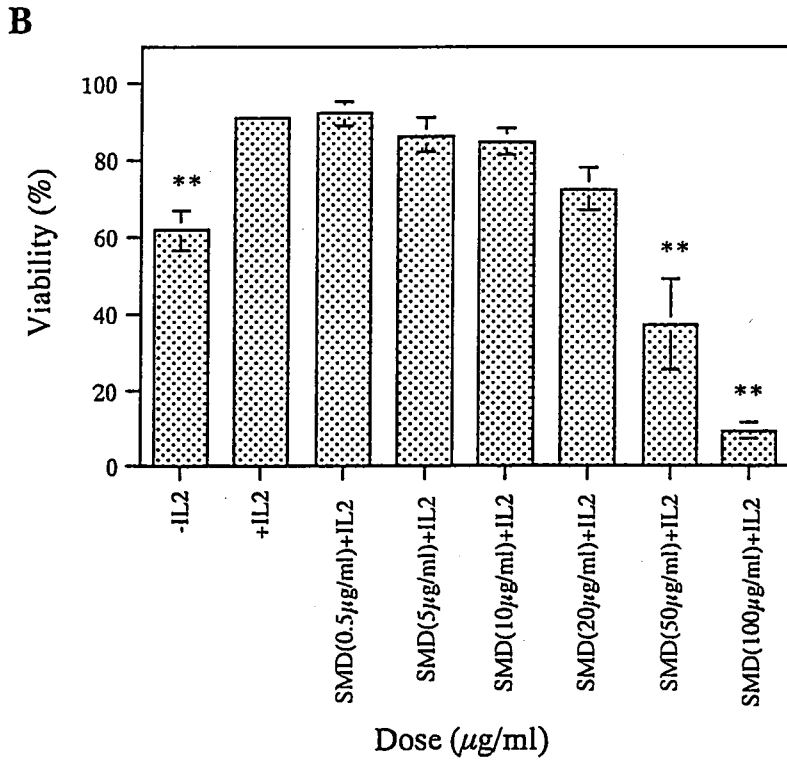 B
Viability (%)
100
80
60
40
20
0
**
**
**
-IL2
+IL2
SMD(0.5μg/ml)+IL2
SMD(5μg/ml)+IL2
SMD(10μg/ml)+IL2
SMD(20μg/ml)+IL2
SMD(50μg/ml)+IL2
SMD(100μg/ml)+IL2
Dose (μg/ml)